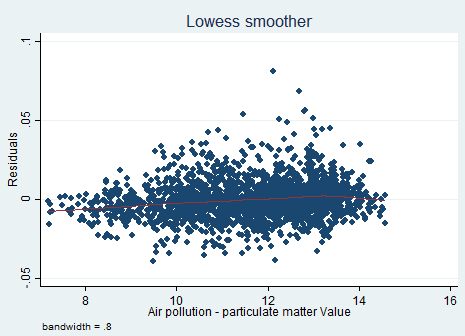 Lowess smoother
.1
.05
0
-.05
Residuals
8 10 12 14 16
Air pollution - particulate matter Value
bandwidth = .8